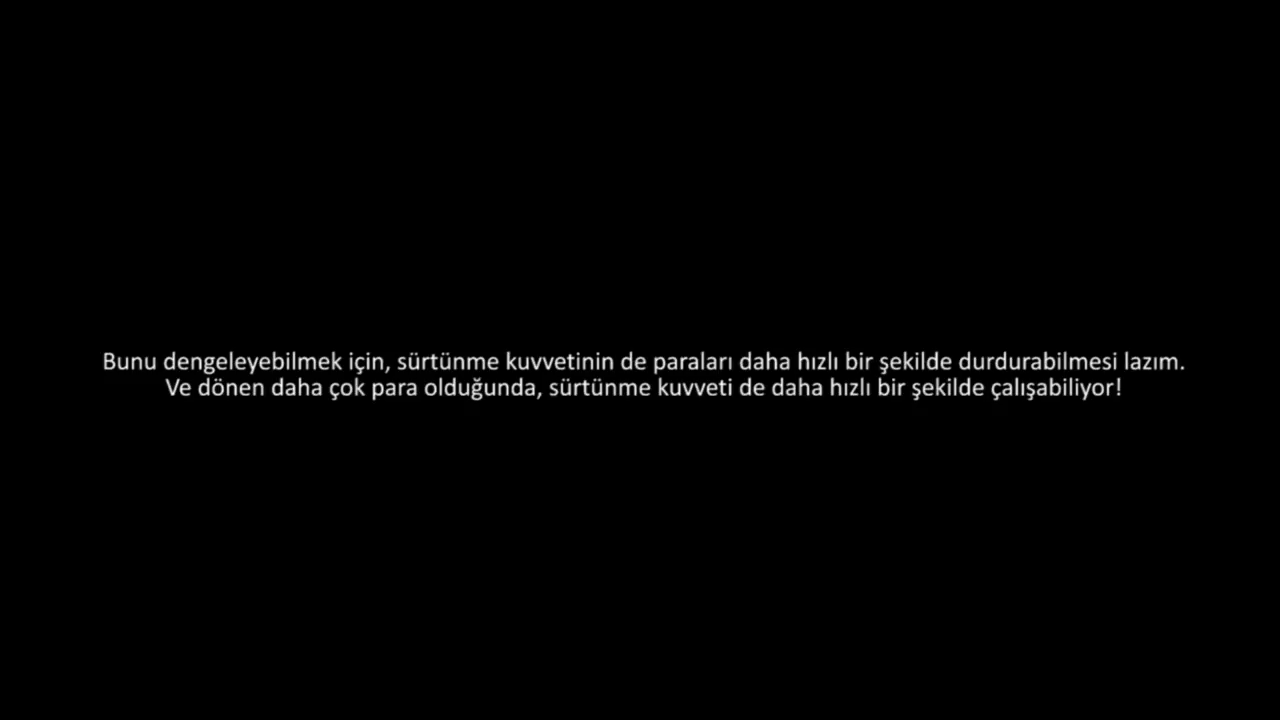 Bunu dengeleyebilmek için, sürtünme kuvvetinin de paraları daha hızlı bir şekilde durdurabilmesi lazım.
Ve dönen daha çok para olduğunda, sürtünme kuvveti de daha hızlı bir şekilde çalışabiliyor!